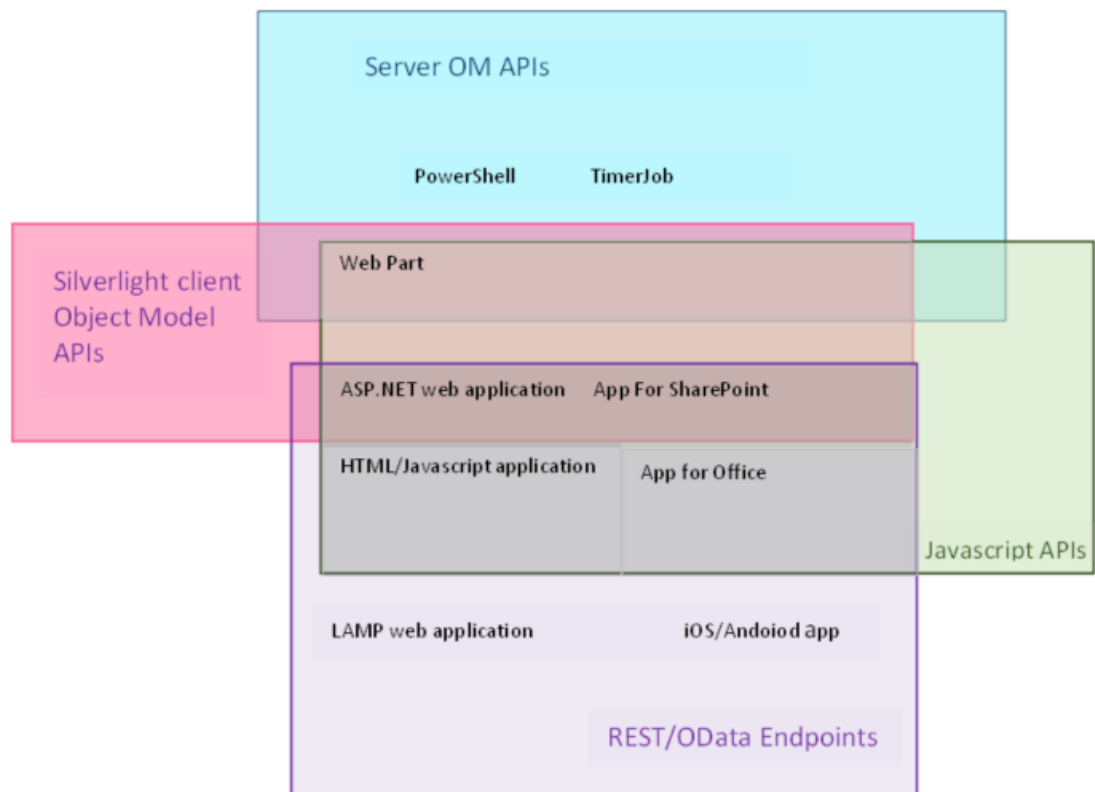 Server OM APIs
PowerShell TimerJob
Web Part
Silverlight client
Object Model
APIs
ASP.NET web application App For SharePoint
HTML/Javascript application App for Office
Javascript APIs
LAMP web application iOS/Andoiod app
REST/OData Endpoints